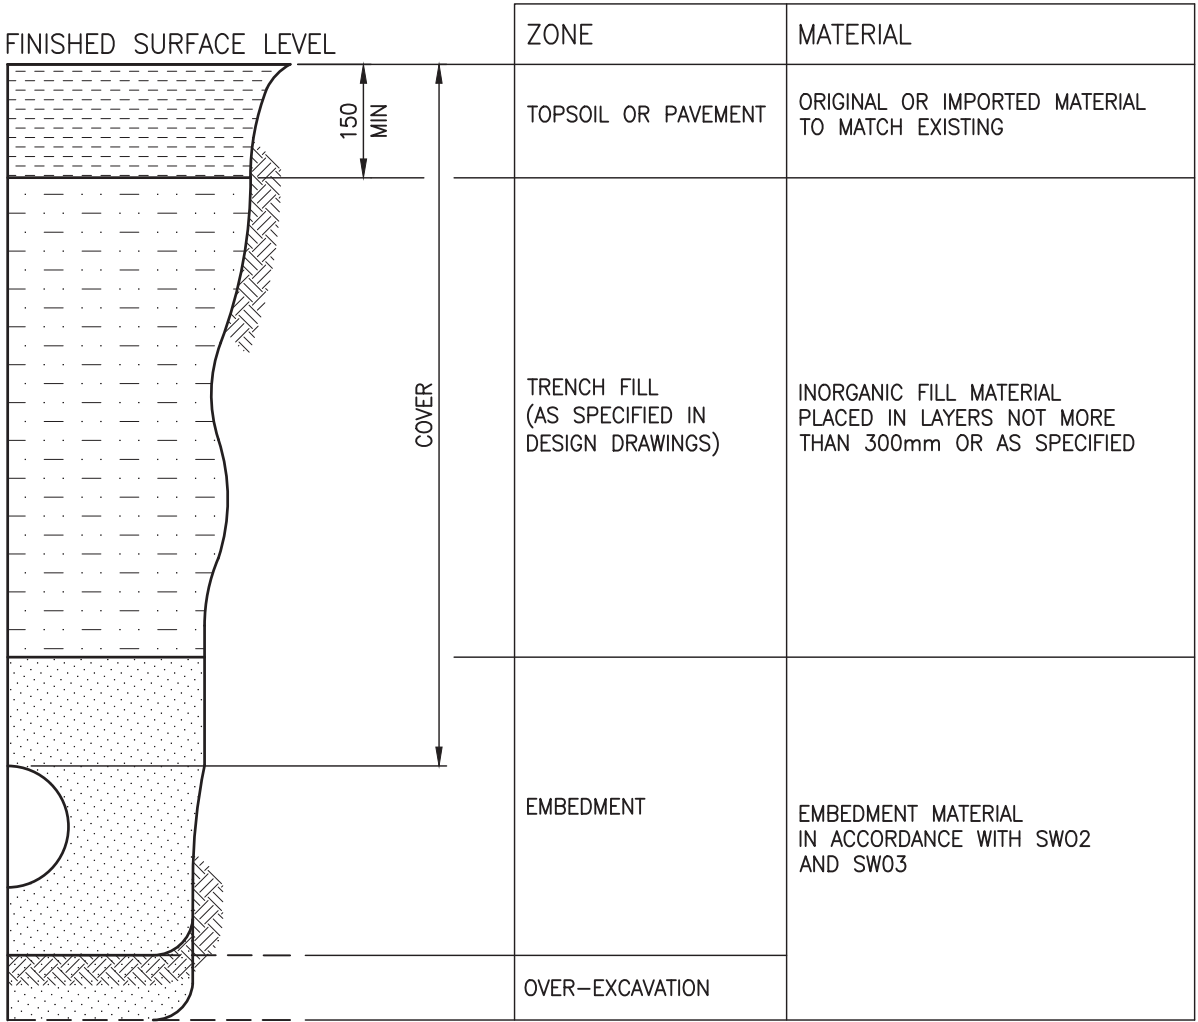 FINISHED SURFACE LEVEL
150
MIN
COVER
ZONE
MATERIAL
TOPSOIL OR PAVEMENT
ORIGINAL OR IMPORTED MATERIAL
TO MATCH EXISTING
TRENCH FILL
(AS SPECIFIED IN
DESIGN DRAWINGS)
INORGANIC FILL MATERIAL
PLACED IN LAYERS NOT MORE
THAN 300mm OR AS SPECIFIED
EMBEDMENT
EMBEDMENT MATERIAL
IN ACCORDANCE WITH SW02
AND SW03
OVER-EXCAVATION